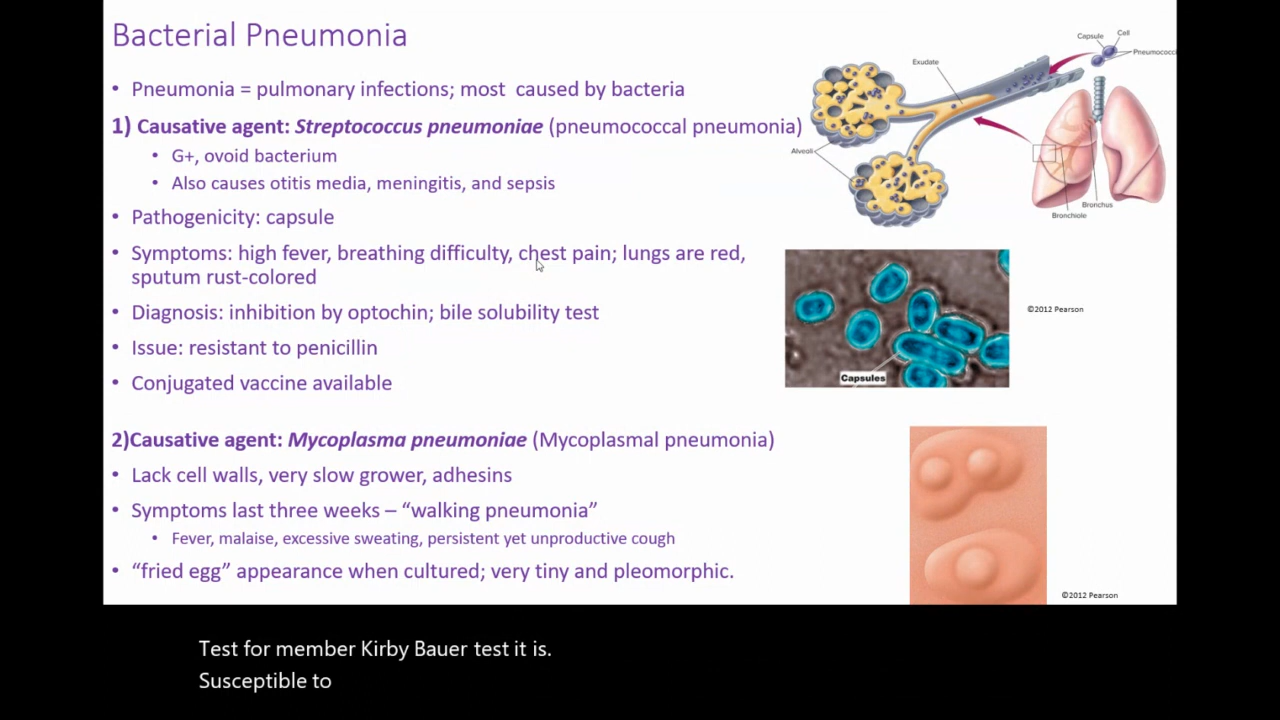 Bacterial Pneumonia
• Pneumonia = pulmonary infections; most  caused by bacteria
1) Causative agent: Streptococcus pneumoniae (pneumococcal pneumonia)
• G+, ovoid bacterium
• Also causes otitis media, meningitis, and sepsis
• Pathogenicity: capsule
• Symptoms: high fever, breathing difficulty, chest pain; lungs are red,
sputum rust-colored
• Diagnosis: inhibition by optochin; bile solubility test
• Issue: resistant to penicillin
• Conjugated vaccine available
2)Causative agent: Mycoplasma pneumoniae (Mycoplasmal pneumonia)
• Lack cell walls, very slow grower, adhesins
• Symptoms last three weeks – “walking pneumonia”
• Fever, malaise, excessive sweating, persistent yet unproductive cough
• “fried egg” appearance when cultured; very tiny and pleomorphic.
Capsule
Cell
Pneumococci
Exudate
Alveoli
Bronchus
Bronchiole
©2012 Pearson
Capsules
©2012 Pearson
Test for member Kirby Bauer test it is.
Susceptible to